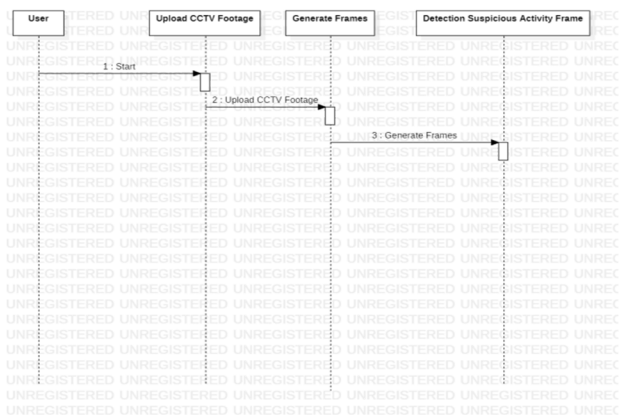 User
Upload CCTV Footage
Generate Frames
Detection Suspicious Activity Frame
1 : Start
2 : Upload CCTV Footage
3 : Generate Frames
UNREGISTERED